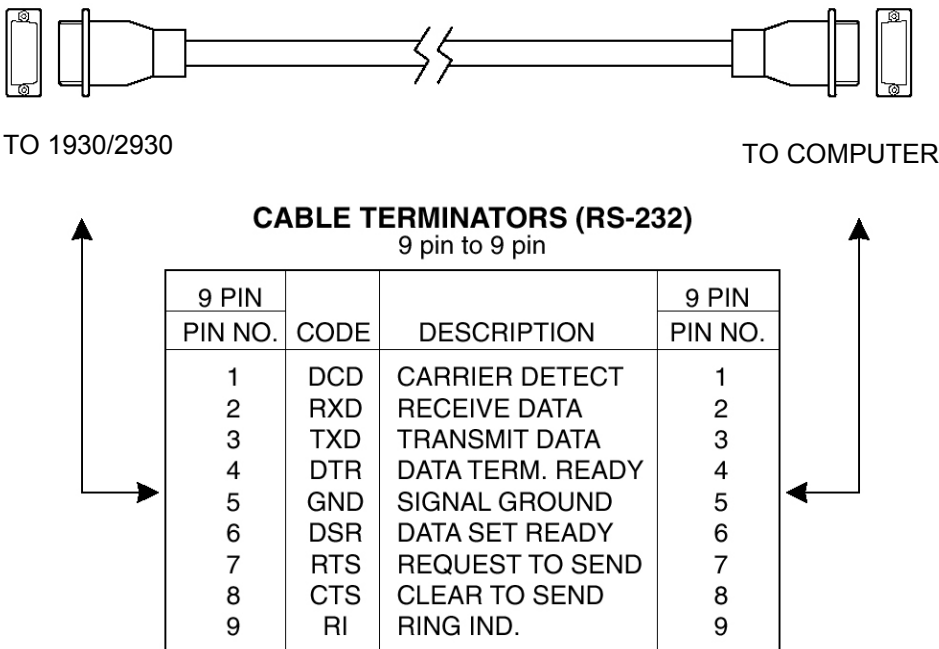 TO 1930/2930
TO COMPUTER
CABLE TERMINATORS (RS-232)
9 pin to 9 pin
9 PIN 9 PIN
PIN NO. CODE DESCRIPTION PIN NO.
1 DCD CARRIER DETECT 1
2 RXD RECEIVE DATA 2
3 TXD TRANSMIT DATA 3
4 DTR DATA TERM. READY 4
5 GND SIGNAL GROUND 5
6 DSR DATA SET READY 6
7 RTS REQUEST TO SEND 7
8 CTS CLEAR TO SEND 8
9 RI RING IND. 9